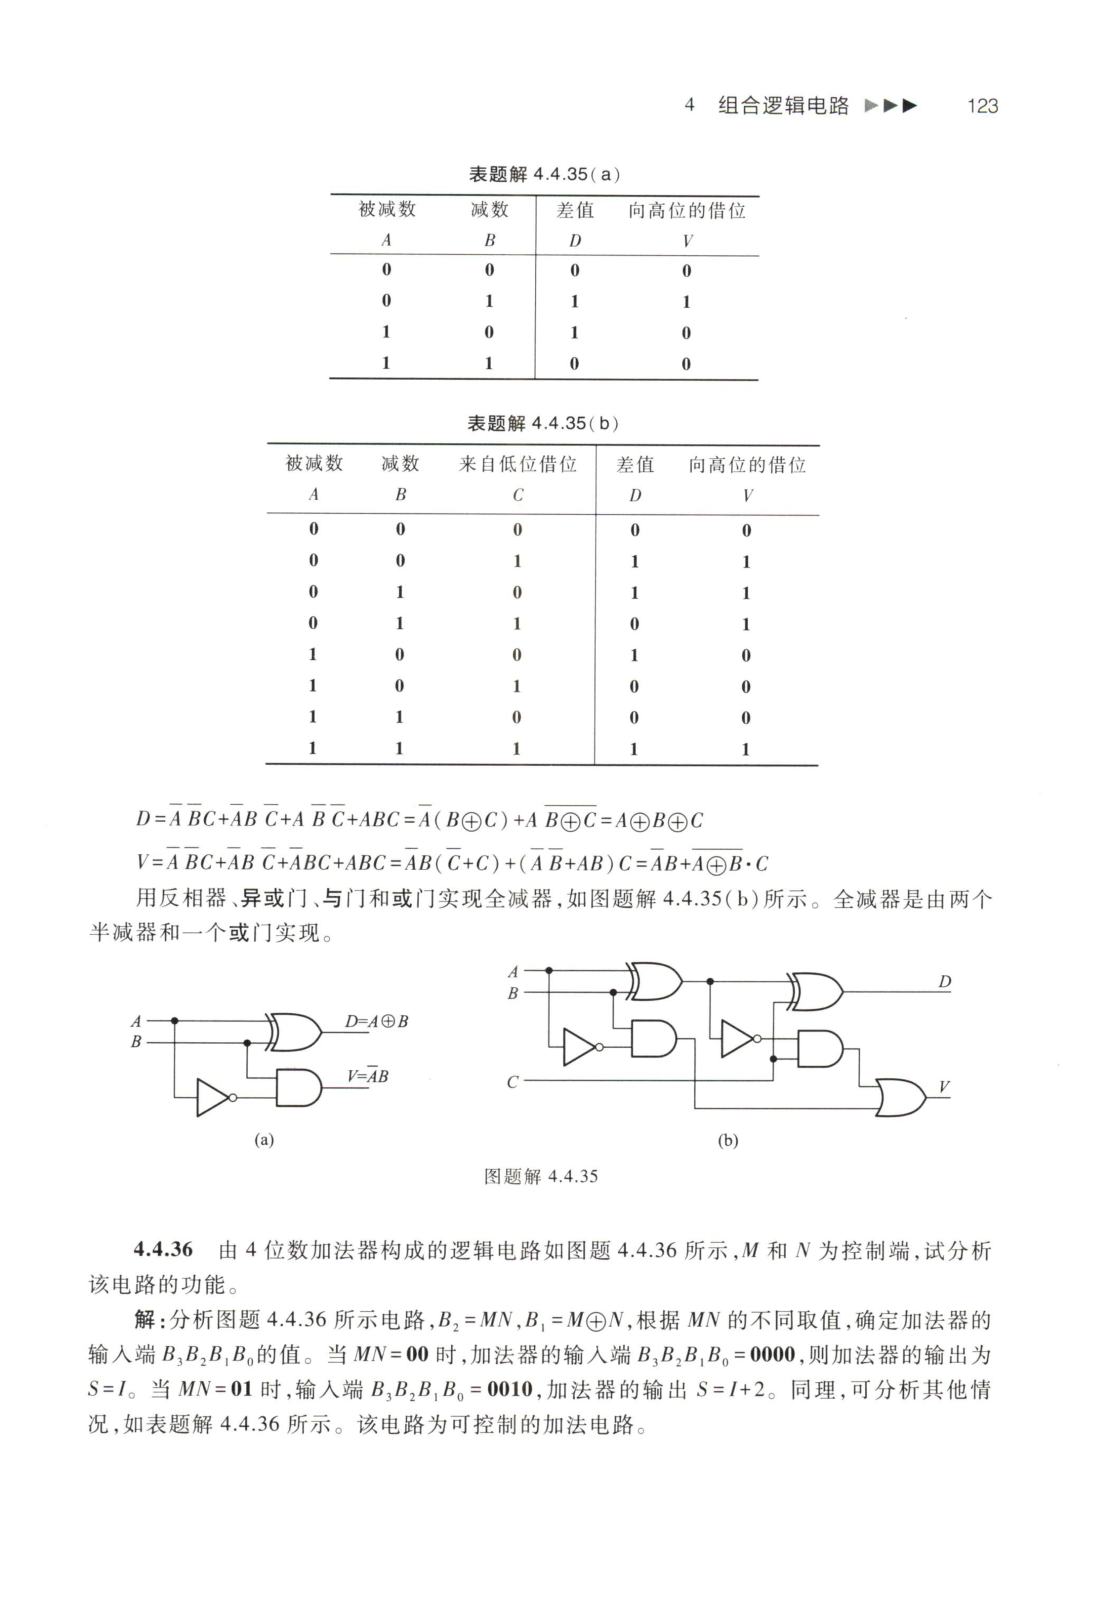 4 组合逻辑电路 ▶▶▶ 123
表题解 4.4.35(a)
被减数 减数 差值 向高位的借位
A B D V
0 0 0 0
0 1 1 1
1 0 1 0
1 1 0 0
表题解 4.4.35(b)
被减数 减数 来自低位借位 差值 向高位的借位
A B C D V
0 0 0 0 0
0 0 1 1 1
0 1 0 1 1
0 1 1 0 1
1 0 0 1 0
1 0 1 0 0
1 1 0 0 0
1 1 1 1 1
D=A̅ B̅C+A̅B C̅+A B̅ C̅+ABC=A̅(B⊕C)+A \overline{B⊕C}=A⊕B⊕C
V=A̅ B̅C+A̅B C̅+A̅BC+ABC=A̅B(C̅+C)+(A̅ B̅+AB)C=A̅B+\overline{A⊕B}·C
用反相器、异或门、与门和或门实现全减器,如图题解 4.4.35(b)所示。全减器是由两个
半减器和一个或门实现。
A
B
D=A⊕B
V=A̅B
(a)
A
B
C
D
V
(b)
图题解 4.4.35
4.4.36 由 4 位数加法器构成的逻辑电路如图题 4.4.36 所示,M 和 N 为控制端,试分析
该电路的功能。
解:分析图题 4.4.36 所示电路,B₂=MN,B₁=M⊕N,根据 MN 的不同取值,确定加法器的
输入端 B₃B₂B₁B₀的值。当 MN=00 时,加法器的输入端 B₃B₂B₁B₀=0000,则加法器的输出为
S=I。当 MN=01 时,输入端 B₃B₂B₁B₀=0010,加法器的输出 S=I+2。同理,可分析其他情
况,如表题解 4.4.36 所示。该电路为可控制的加法电路。